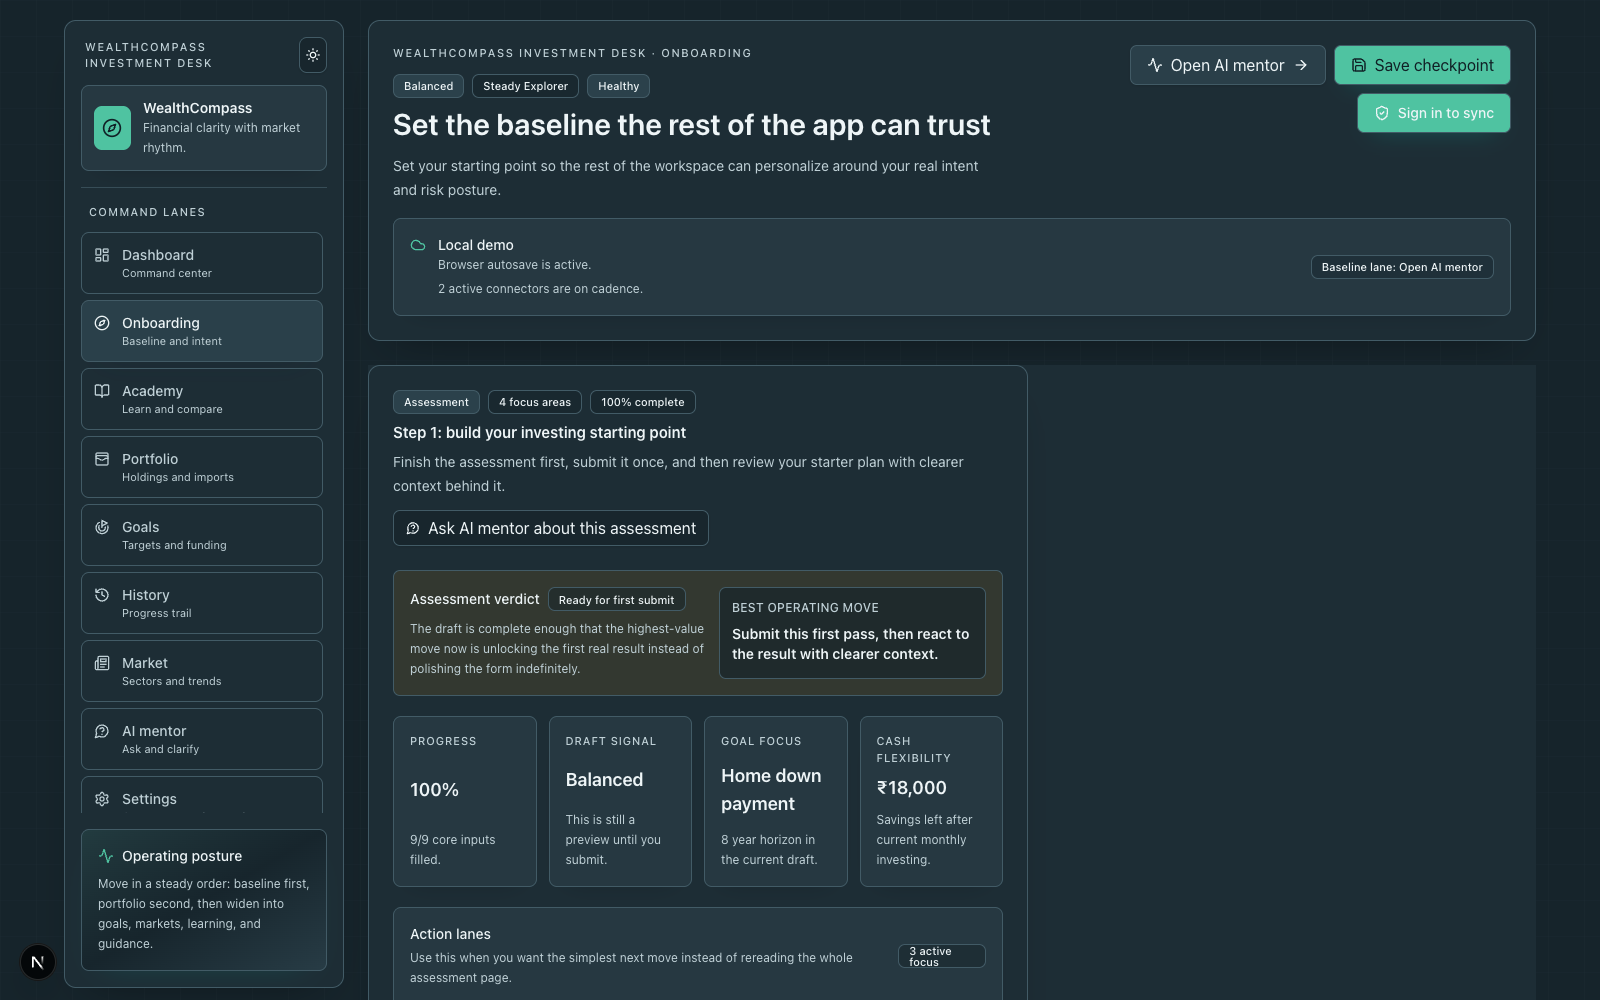 WEALTHCOMPASS
INVESTMENT DESK
WealthCompass
Financial clarity with market
rhythm.
COMMAND LANES
Dashboard
Command center
Onboarding
Baseline and intent
Academy
Learn and compare
Portfolio
Holdings and imports
Goals
Targets and funding
History
Progress trail
Market
Sectors and trends
AI mentor
Ask and clarify
Settings
Operating posture
Move in a steady order: baseline first,
portfolio second, then widen into
goals, markets, learning, and
guidance.
N
WEALTHCOMPASS INVESTMENT DESK · ONBOARDING
Balanced
Steady Explorer
Healthy
Set the baseline the rest of the app can trust
Set your starting point so the rest of the workspace can personalize around your real intent
and risk posture.
Open AI mentor
Save checkpoint
Sign in to sync
Local demo
Browser autosave is active.
2 active connectors are on cadence.
Baseline lane: Open AI mentor
Assessment
4 focus areas
100% complete
Step 1: build your investing starting point
Finish the assessment first, submit it once, and then review your starter plan with clearer
context behind it.
Ask AI mentor about this assessment
Assessment verdict
Ready for first submit
The draft is complete enough that the highest-value
move now is unlocking the first real result instead of
polishing the form indefinitely.
BEST OPERATING MOVE
Submit this first pass, then react to
the result with clearer context.
PROGRESS
100%
9/9 core inputs
filled.
DRAFT SIGNAL
Balanced
This is still a
preview until you
submit.
GOAL FOCUS
Home down
payment
8 year horizon in
the current draft.
CASH
FLEXIBILITY
₹18,000
Savings left after
current monthly
investing.
Action lanes
Use this when you want the simplest next move instead of rereading the whole
assessment page.
3 active
focus